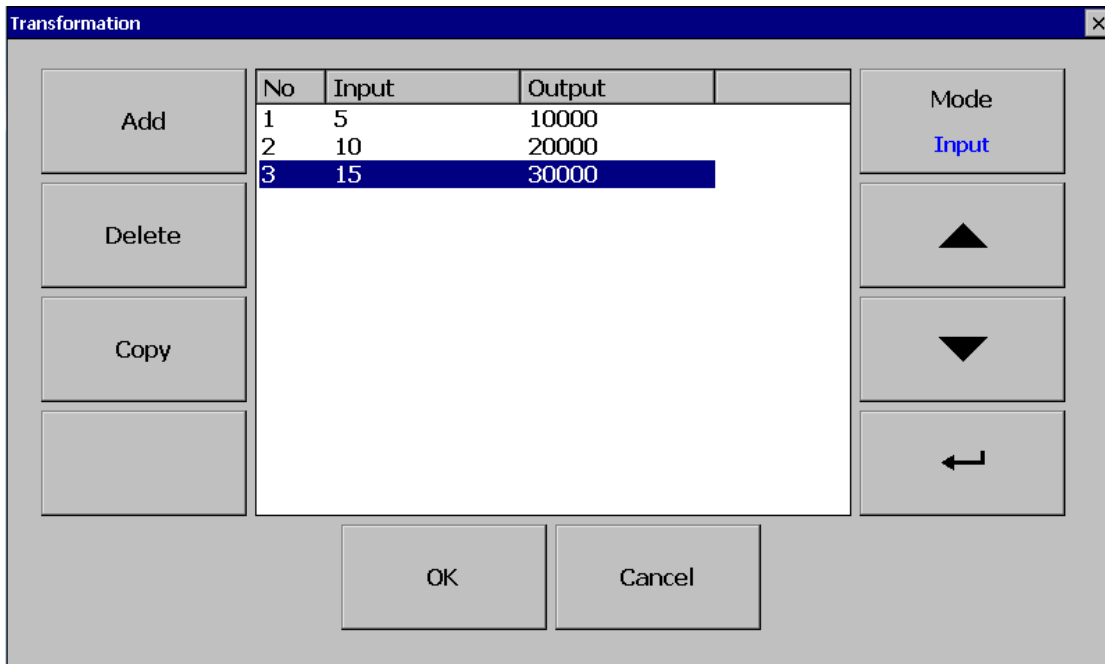 Transformation
Add
Delete
Copy
No Input Output
1 5 10000
2 10 20000
3 15 30000
Mode
Input
OK
Cancel